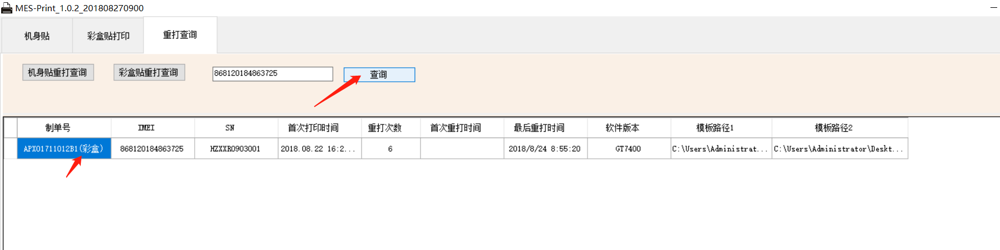 MES-Print_1.0.2_201808270900
机身贴 彩盒贴打印 重打查询
机身贴重打查询 彩盒贴重打查询 868120184863725 查询
制单号 IMEI SN 首次打印时间 重打次数 首次重打时间 最后重打时间 软件版本 模板路径1 模板路径2
APX01711012B1(彩盒) 868120184863725 HZXXR0903001 2018.08.22 16:2... 6 2018/8/24 8:55:20 GT7400 C:\Users\Administrat... C:\Users\Administrator\Deskt...